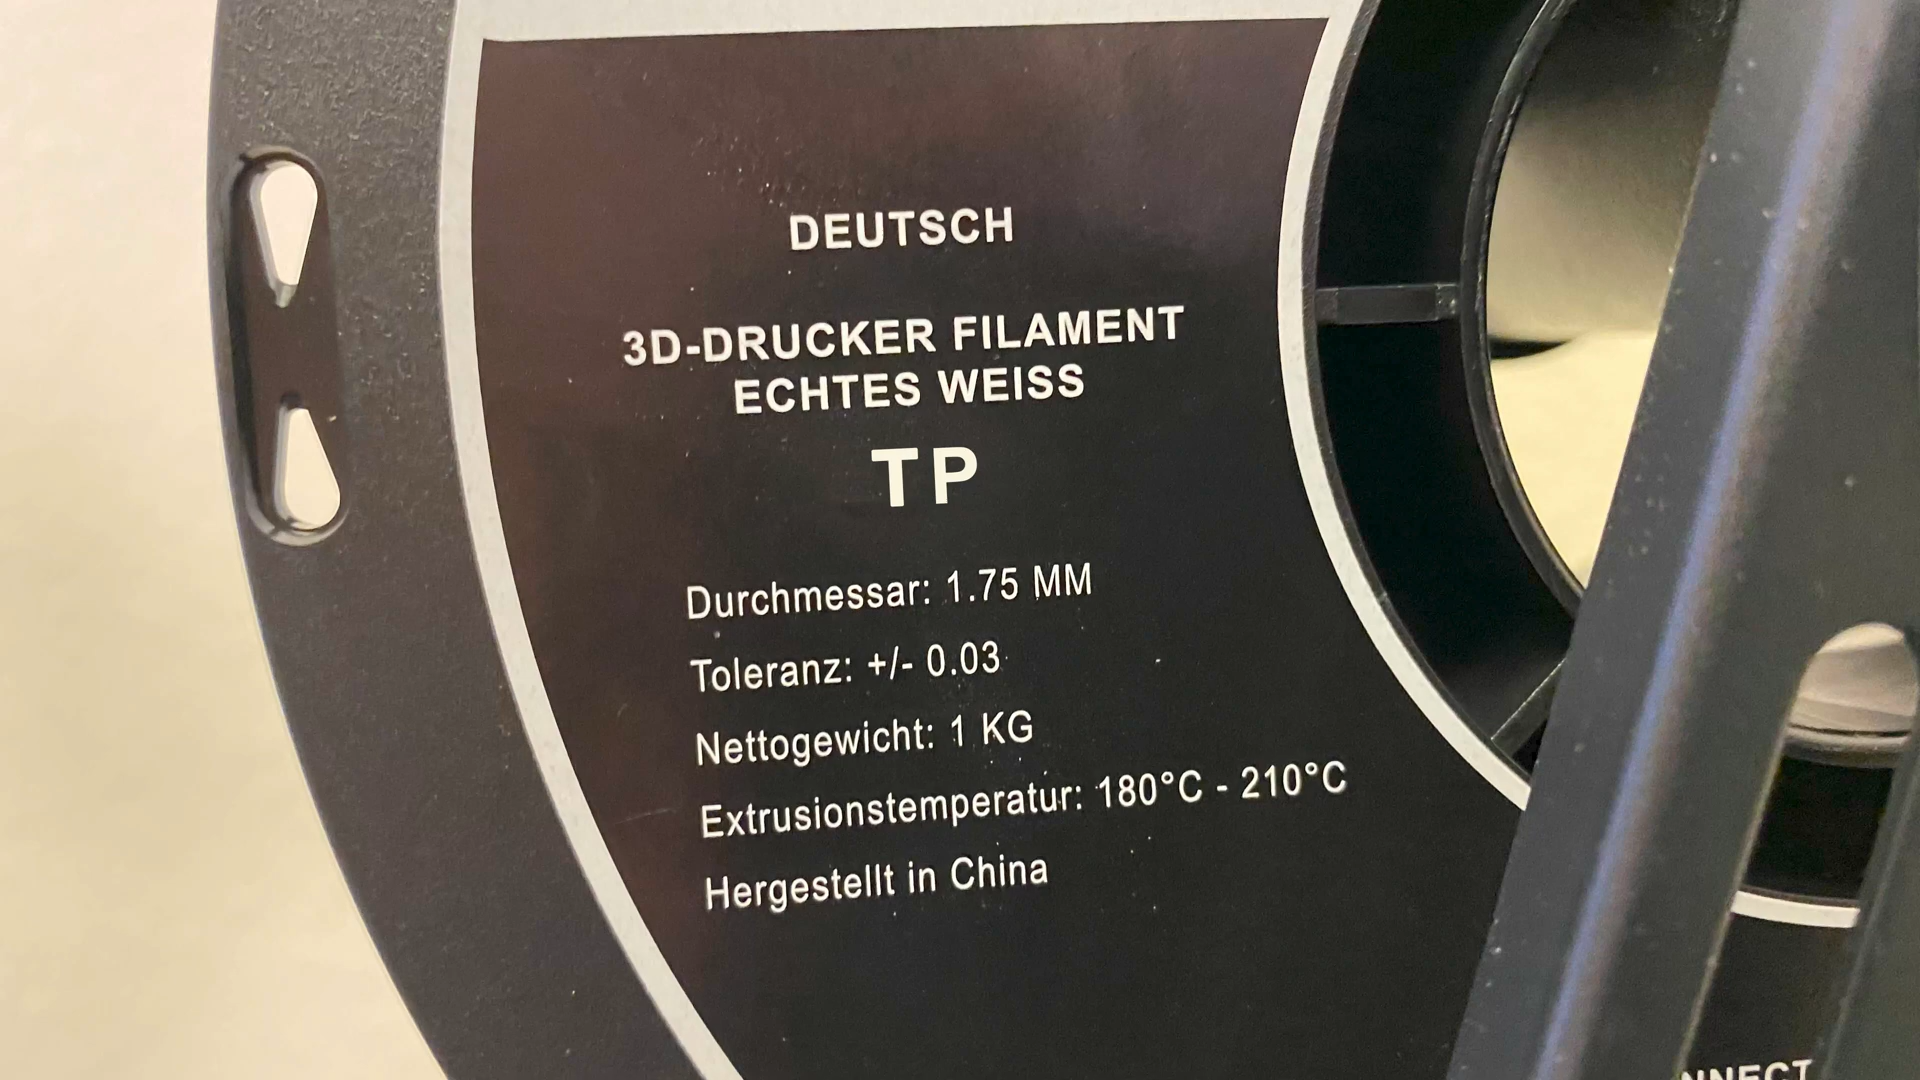 DEUTSCH
3D-DRUCKER FILAMENT
ECHTES WEISS
TP
Durchmessar: 1.75 MM
Toleranz: +/- 0.03
Nettogewicht: 1 KG
Extrusionstemperatur: 180°C - 210°C
Hergestellt in China